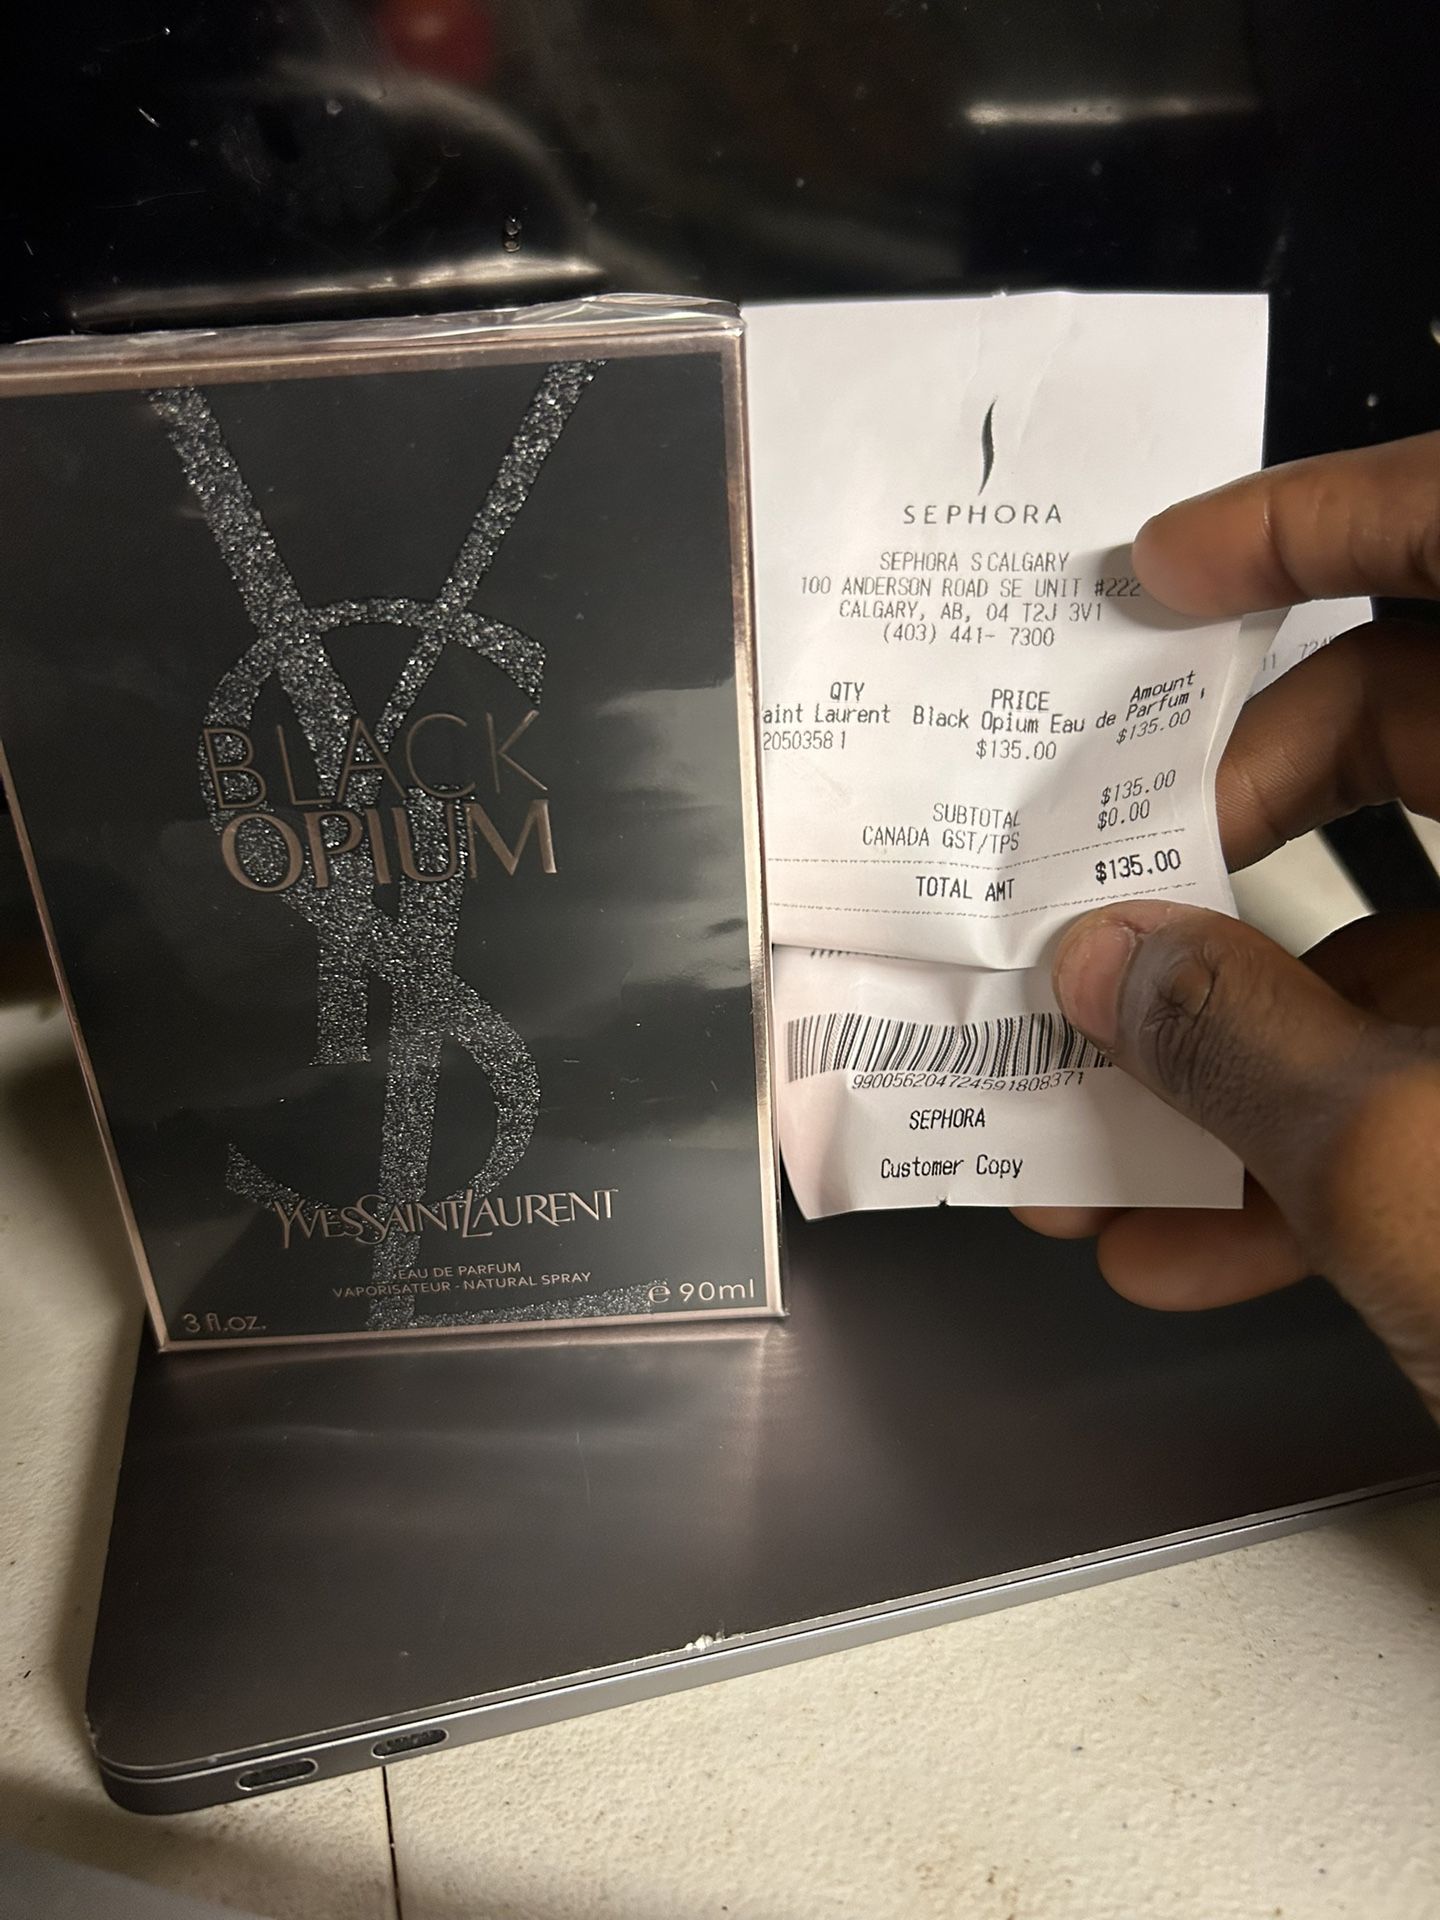 BLACK
OPIUM
YVESSAINTLAURENT
EAU DE PARFUM
VAPORISATEUR - NATURAL SPRAY
3 fl.oz.
e 90ml
SEPHORA
SEPHORA S CALGARY
100 ANDERSON ROAD SE UNIT #222
CALGARY, AB, 04 T2J 3V1
(403) 441- 7300
QTY PRICE Amount
aint Laurent Black Opium Eau de Parfum
2050358 1 $135.00 $135.00
SUBTOTAL $135.00
CANADA GST/TPS $0.00
TOTAL AMT $135.00
990056204724591808371
SEPHORA
Customer Copy
11